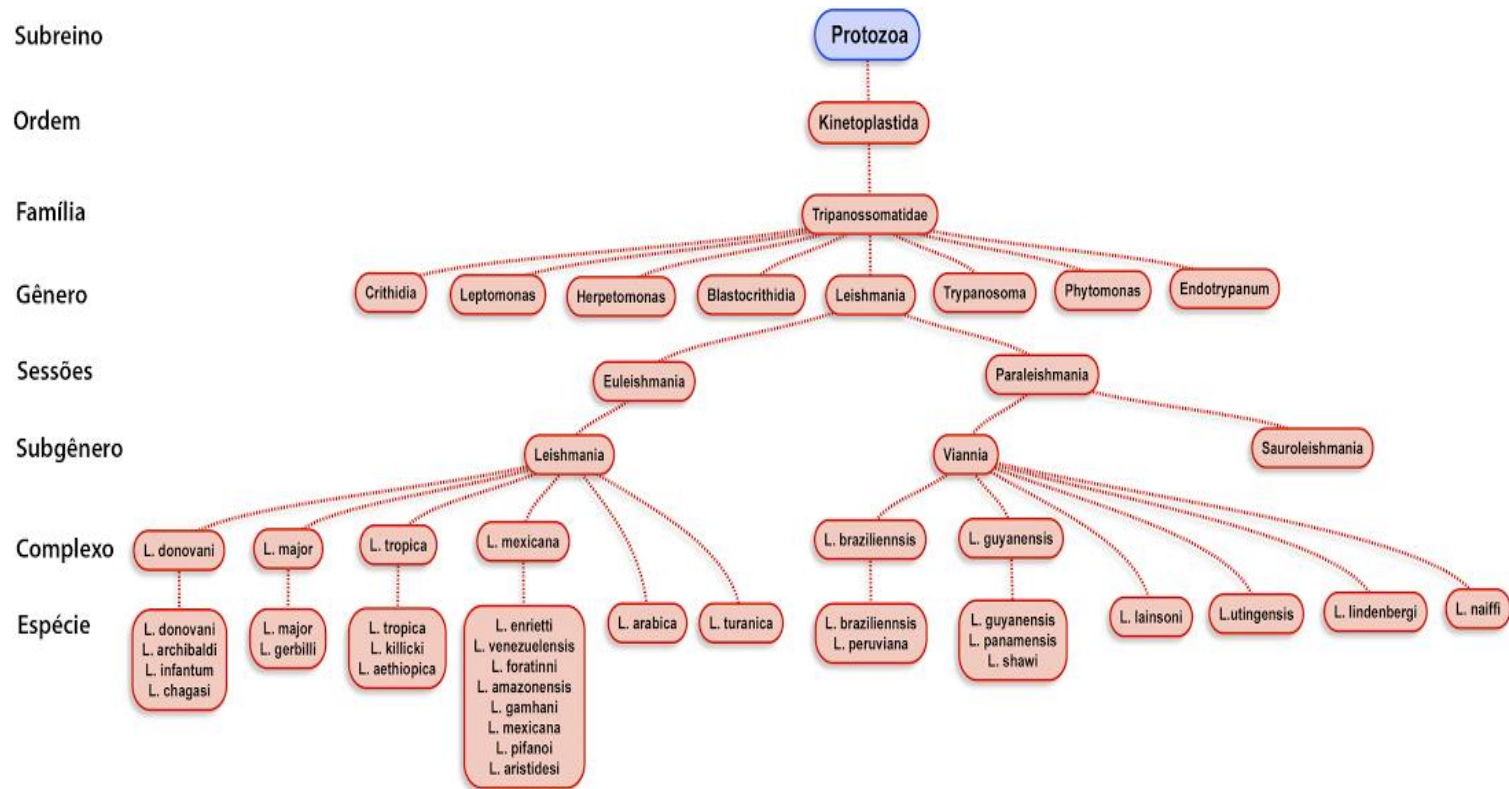 Subreino
Protozoa
Ordem
Kinetoplastida
Família
Tripanossomatidae
Gênero
Crithidia
Leptomonas
Herpetomonas
Blastocrithidia
Leishmania
Trypanosoma
Phytomonas
Endotrypanum
Sessões
Euleishmania
Paraleishmania
Subgênero
Leishmania
Viannia
Sauroleishmania
Complexo
L. donovani
L. major
L. tropica
L. mexicana
L. braziliennsis
L. guyanensis
Espécie
L. donovani
L. archibaldi
L. infantum
L. chagasi
L. major
L. gerbilli
L. tropica
L. killicki
L. aethiopica
L. enrietti
L. venezuelensis
L. foratinni
L. amazonensis
L. gamhani
L. mexicana
L. pifanoi
L. aristidesi
L. arabica
L. turanica
L. braziliennsis
L. peruviana
L. guyanensis
L. panamensis
L. shawi
L. lainsoni
L.utingensis
L. lindenbergi
L. naiffi